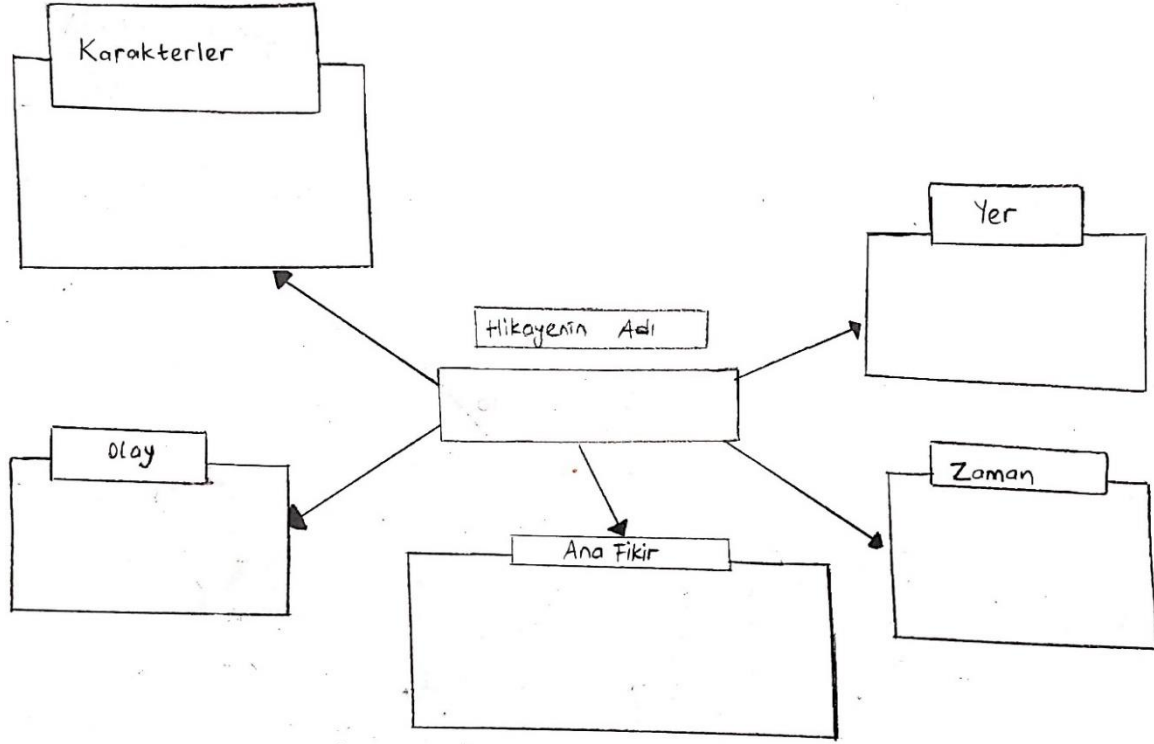 Karakterler
Yer
Hikayenin Adı
Olay
Zaman
Ana Fikir